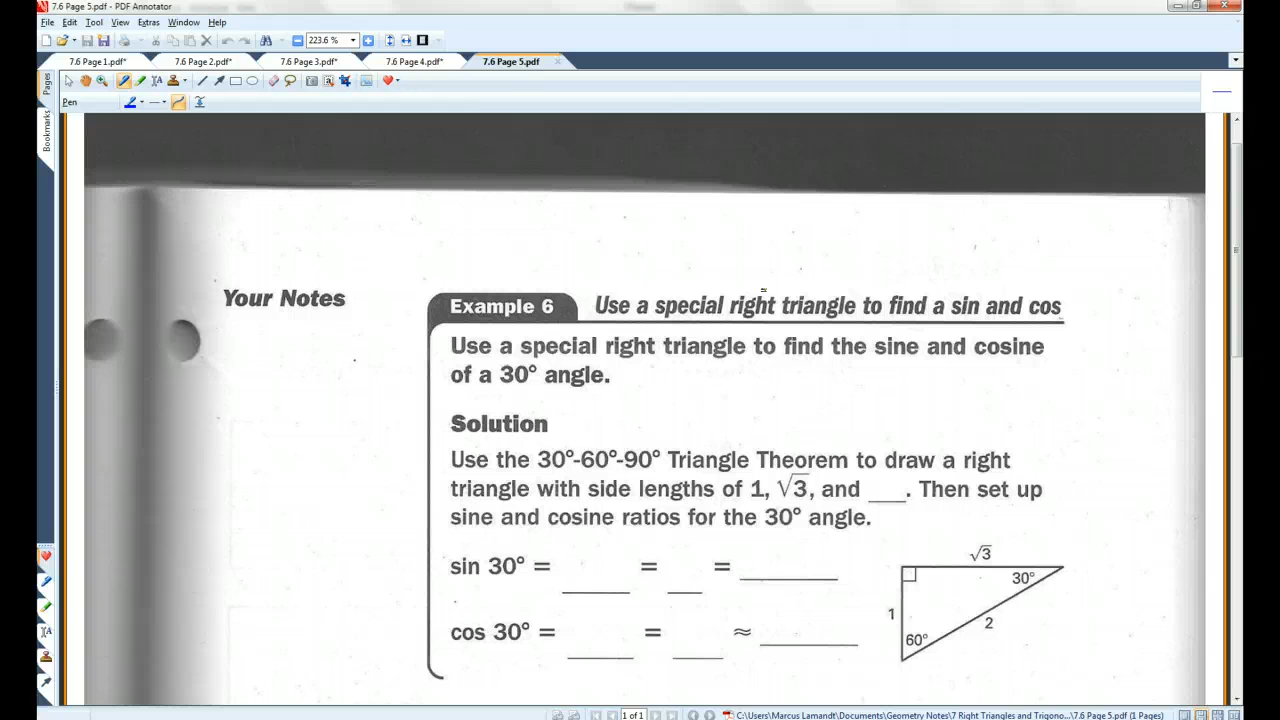 7.6 Page 5.pdf - PDF Annotator
File Edit Tool View Extras Window Help
223.6 %
7.6 Page 1.pdf* 7.6 Page 2.pdf* 7.6 Page 3.pdf* 7.6 Page 4.pdf* 7.6 Page 5.pdf
Pen
Pages
Bookmarks
Your Notes
Example 6 Use a special right triangle to find a sin and cos
Use a special right triangle to find the sine and cosine
of a 30° angle.
Solution
Use the 30°-60°-90° Triangle Theorem to draw a right
triangle with side lengths of 1, √3, and ___. Then set up
sine and cosine ratios for the 30° angle.
sin 30° = ______ = ___ = ________
cos 30° = ______ = ____ ≈ ________
√3
30°
1
2
60°
1 of 1
C:\Users\Marcus Lamandt\Documents\Geometry Notes\7 Right Triangles and Trigono...\7.6 Page 5.pdf (1 Pages)